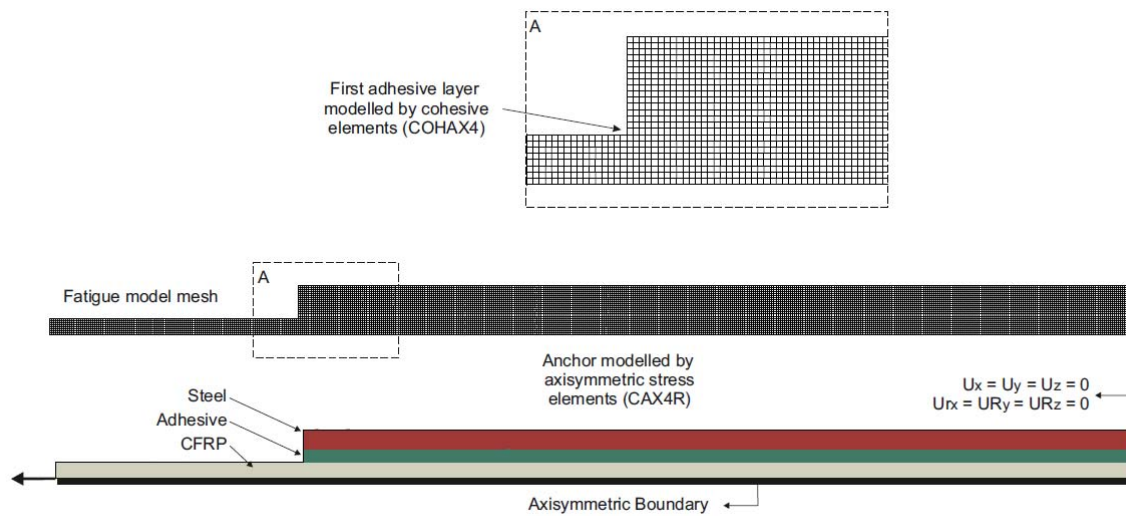 A
First adhesive layer
modelled by cohesive
elements (COHAX4)
A
Fatigue model mesh
Anchor modelled by
axisymmetric stress
elements (CAX4R)
Ux = Uy = Uz = 0
Urx = URy = URz = 0
Steel
Adhesive
CFRP
Axisymmetric Boundary